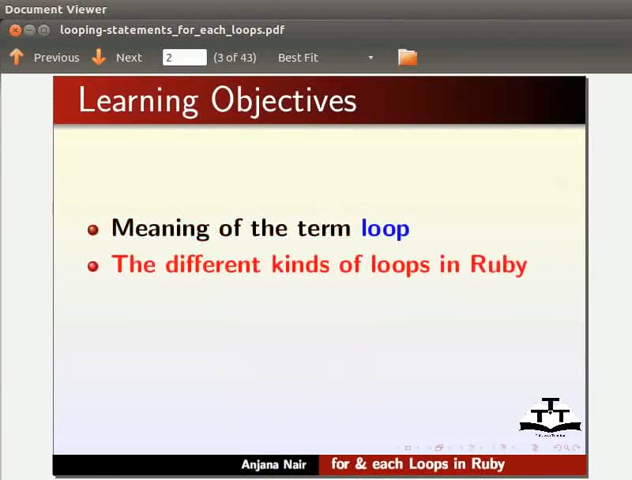 Document Viewer
looping-statements_for_each_loops.pdf
Previous Next 2 (3 of 43) Best Fit
Learning Objectives
Meaning of the term loop
The different kinds of loops in Ruby
Anjana Nair for & each Loops in Ruby